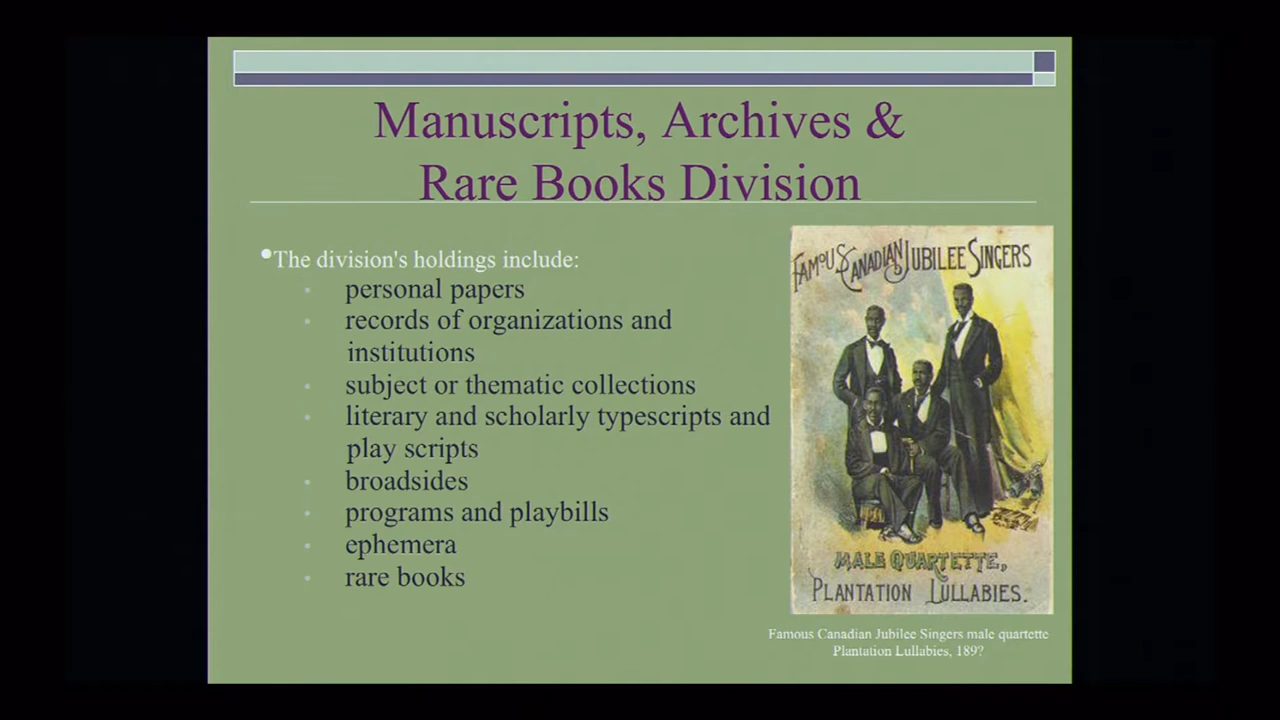 Manuscripts, Archives &
Rare Books Division
•The division's holdings include:
personal papers
records of organizations and
institutions
subject or thematic collections
literary and scholarly typescripts and
play scripts
broadsides
programs and playbills
ephemera
rare books
FAMOUS CANADIAN JUBILEE SINGERS
MALE QUARTETTE,
PLANTATION LULLABIES.
Famous Canadian Jubilee Singers male quartette
Plantation Lullabies, 189?